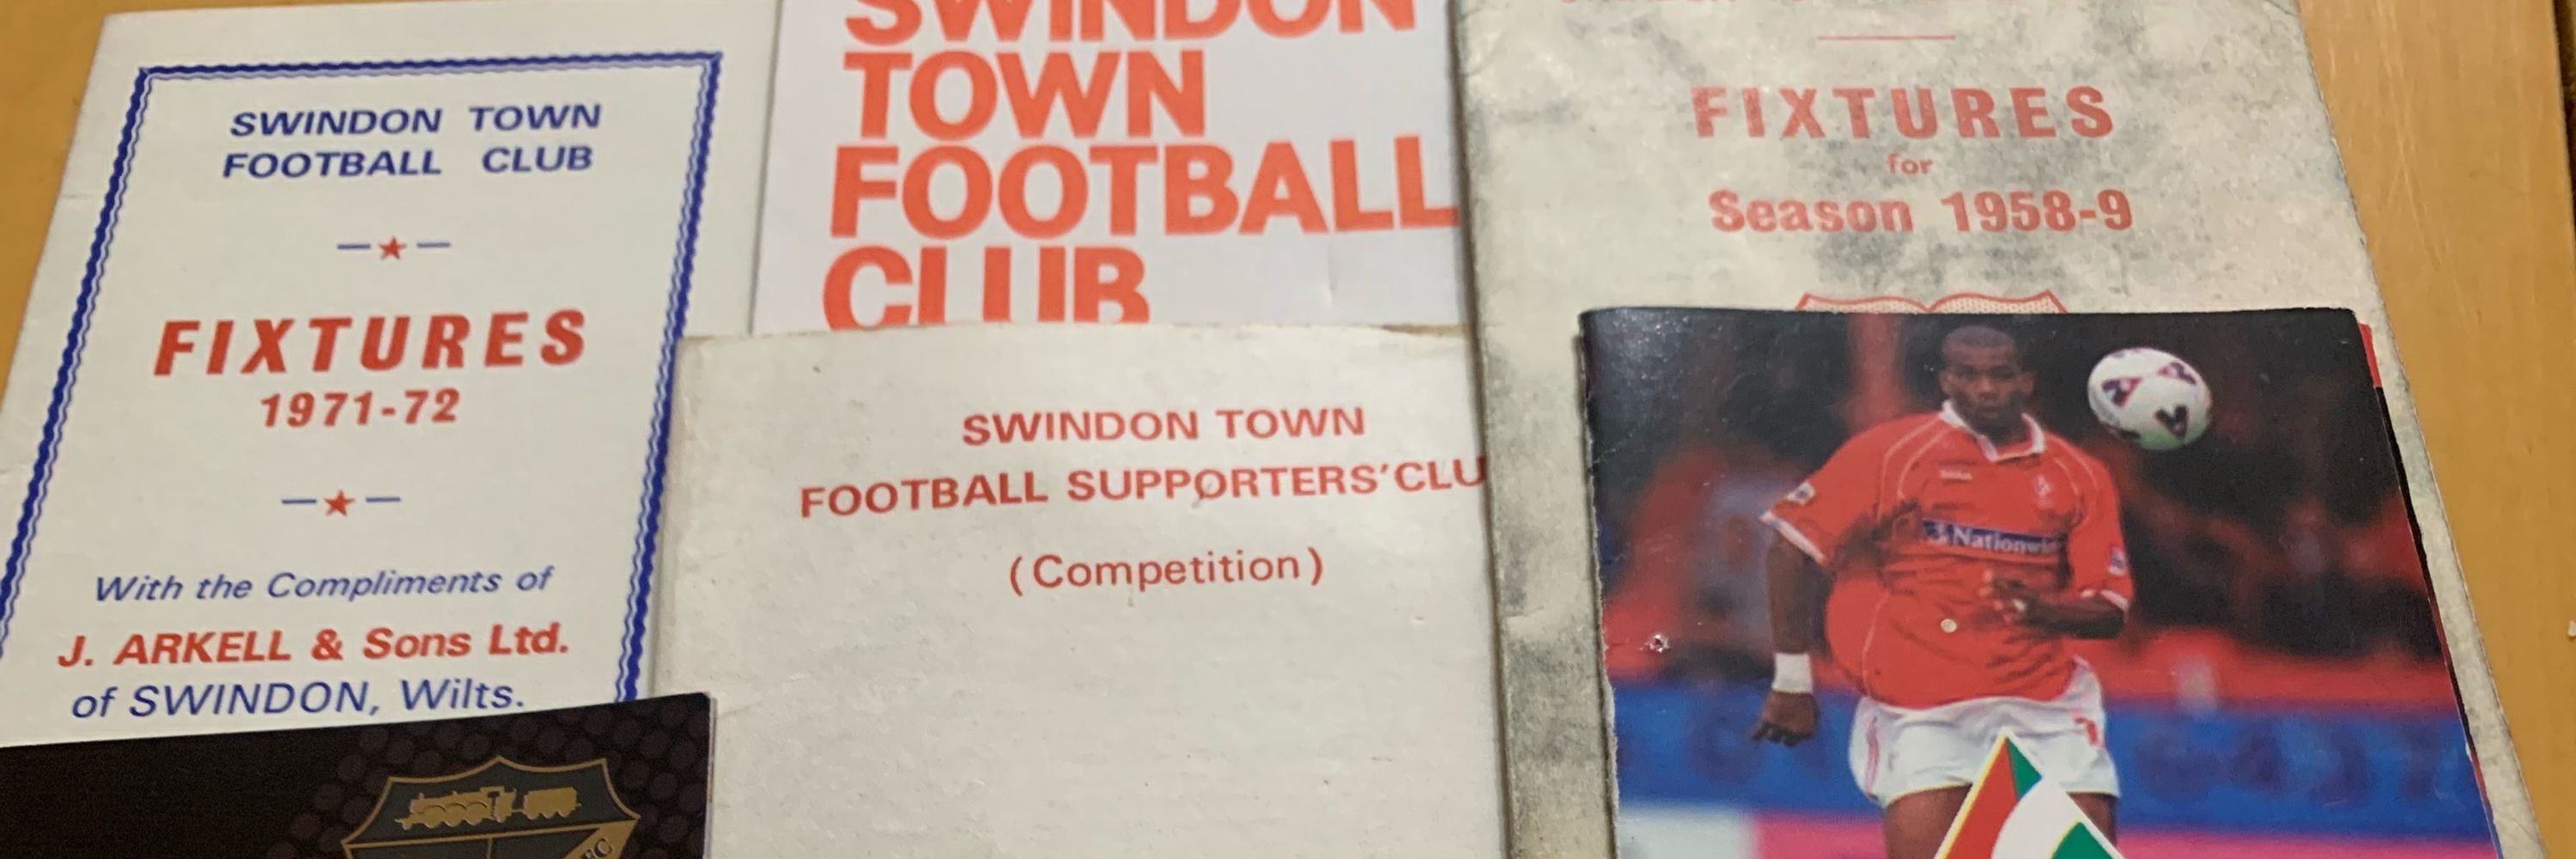 SWINDON TOWN
FOOTBALL CLUB
FIXTURES
1971-72
With the Compliments of
J. ARKELL & Sons Ltd.
of SWINDON, Wilts.
SWINDON
TOWN
FOOTBALL
CLUB
SWINDON TOWN
FOOTBALL SUPPORTERS' CLU
(Competition)
FIXTURES
for
Season 1958-9
Nationwi